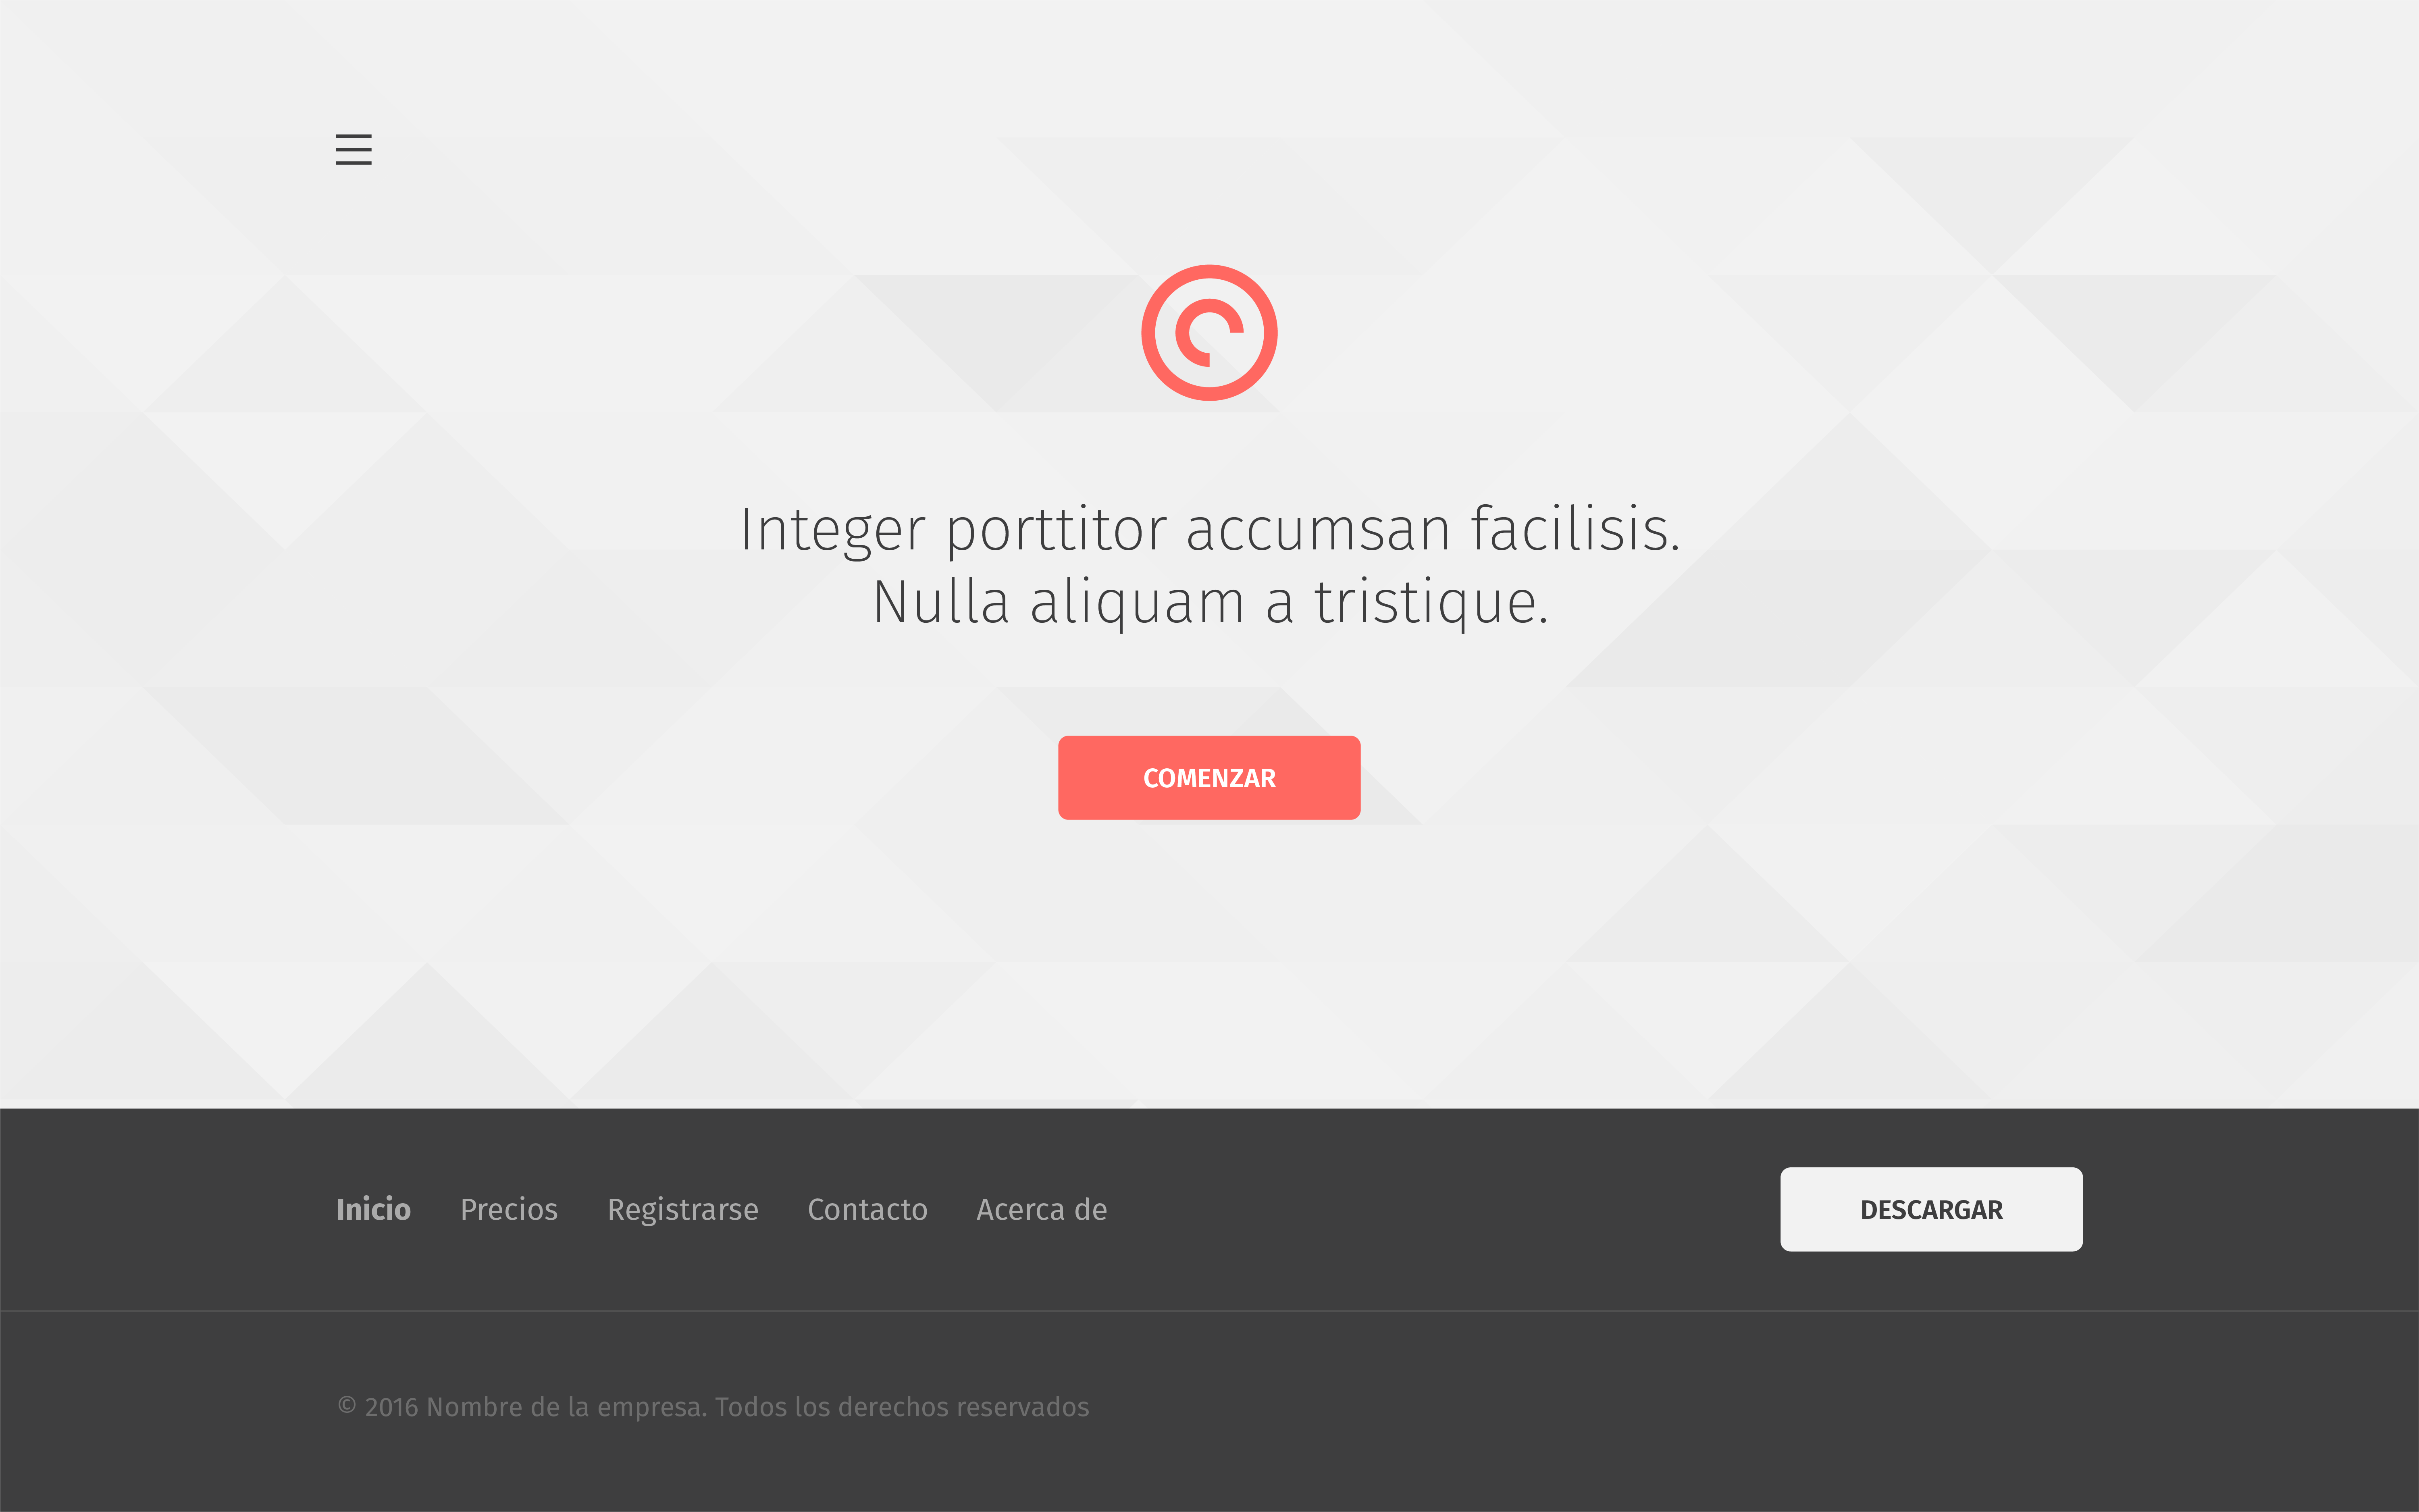 Integer porttitor accumsan facilisis.
Nulla aliquam a tristique.
COMENZAR
Inicio Precios Registrarse Contacto Acerca de
DESCARGAR
© 2016 Nombre de la empresa. Todos los derechos reservados